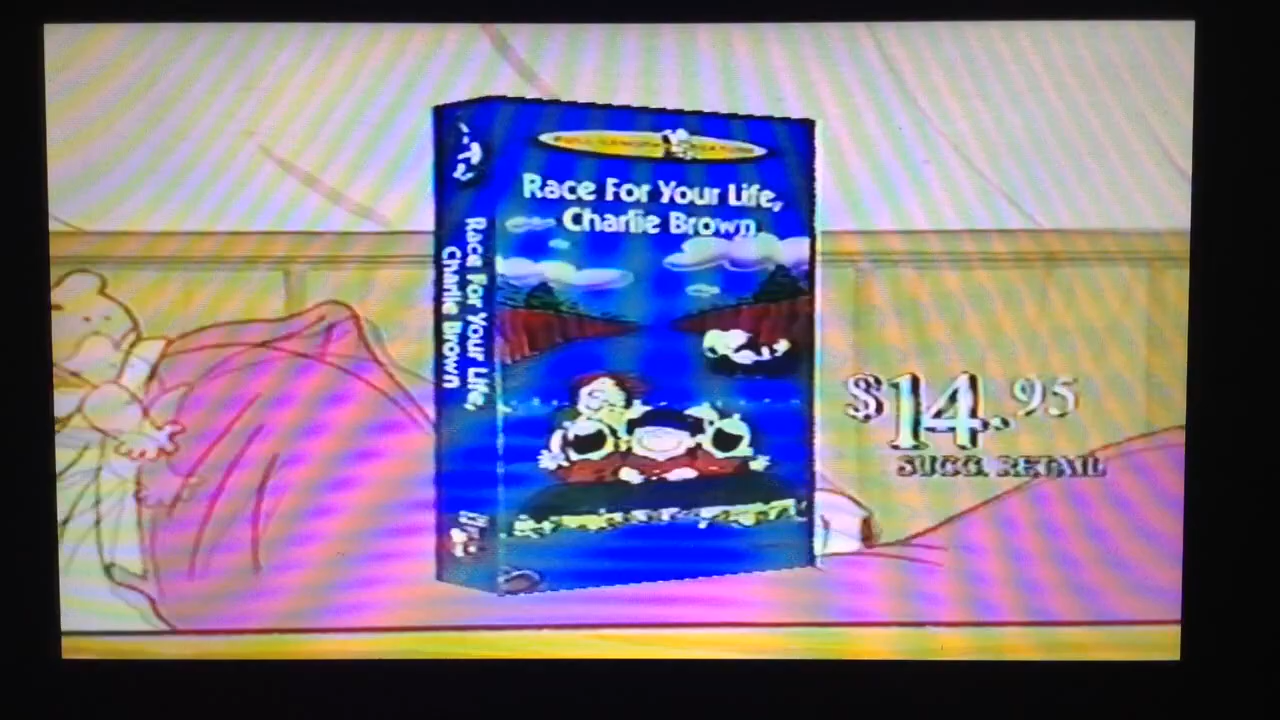 Race For Your Life,
Charlie Brown
Race For Your Life,
Charlie Brown
$14.95
SUGG. RETAIL